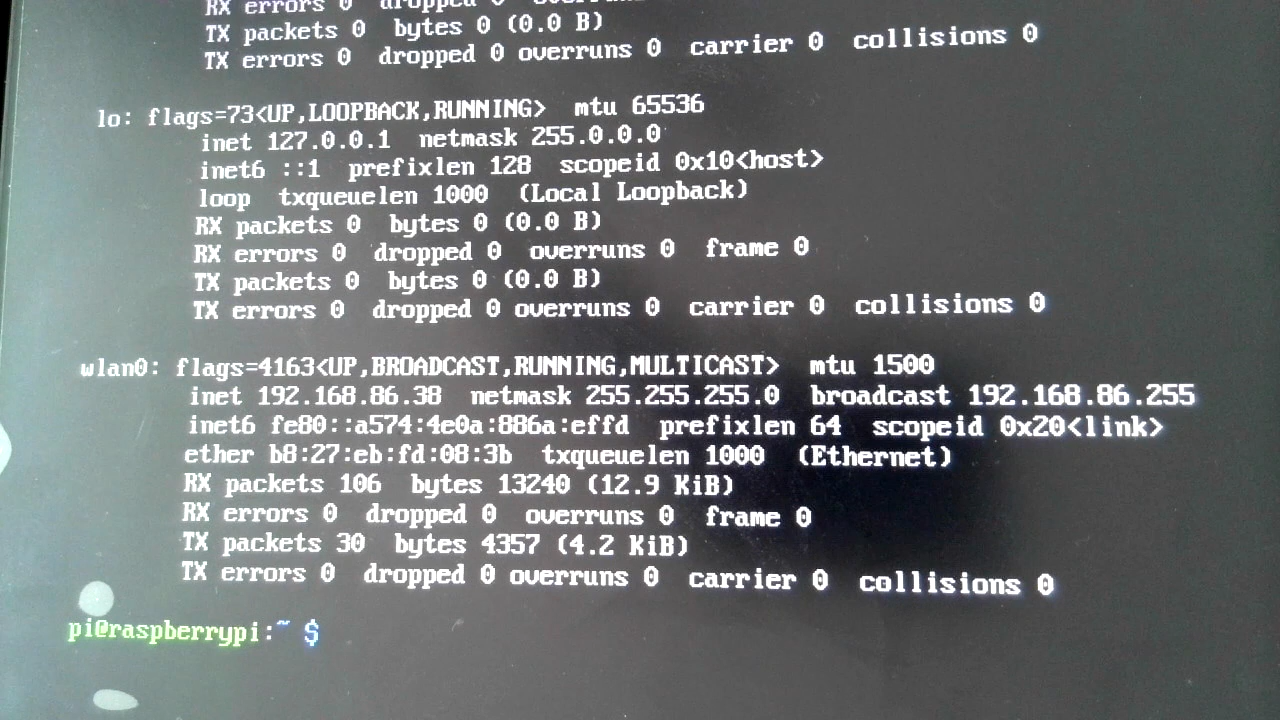 RX errors 0 dropped 0
TX packets 0 bytes 0 (0.0 B)
TX errors 0 dropped 0 overruns 0 carrier 0 collisions 0
lo: flags=73<UP,LOOPBACK,RUNNING> mtu 65536
inet 127.0.0.1 netmask 255.0.0.0
inet6 ::1 prefixlen 128 scopeid 0x10<host>
loop txqueuelen 1000 (Local Loopback)
RX packets 0 bytes 0 (0.0 B)
RX errors 0 dropped 0 overruns 0 frame 0
TX packets 0 bytes 0 (0.0 B)
TX errors 0 dropped 0 overruns 0 carrier 0 collisions 0
wlan0: flags=4163<UP,BROADCAST,RUNNING,MULTICAST> mtu 1500
inet 192.168.86.38 netmask 255.255.255.0 broadcast 192.168.86.255
inet6 fe80::a574:4e0a:886a:effd prefixlen 64 scopeid 0x20<link>
ether b8:27:eb:fd:08:3b txqueuelen 1000 (Ethernet)
RX packets 106 bytes 13240 (12.9 KiB)
RX errors 0 dropped 0 overruns 0 frame 0
TX packets 30 bytes 4357 (4.2 KiB)
TX errors 0 dropped 0 overruns 0 carrier 0 collisions 0
pi@raspberrypi:~ $